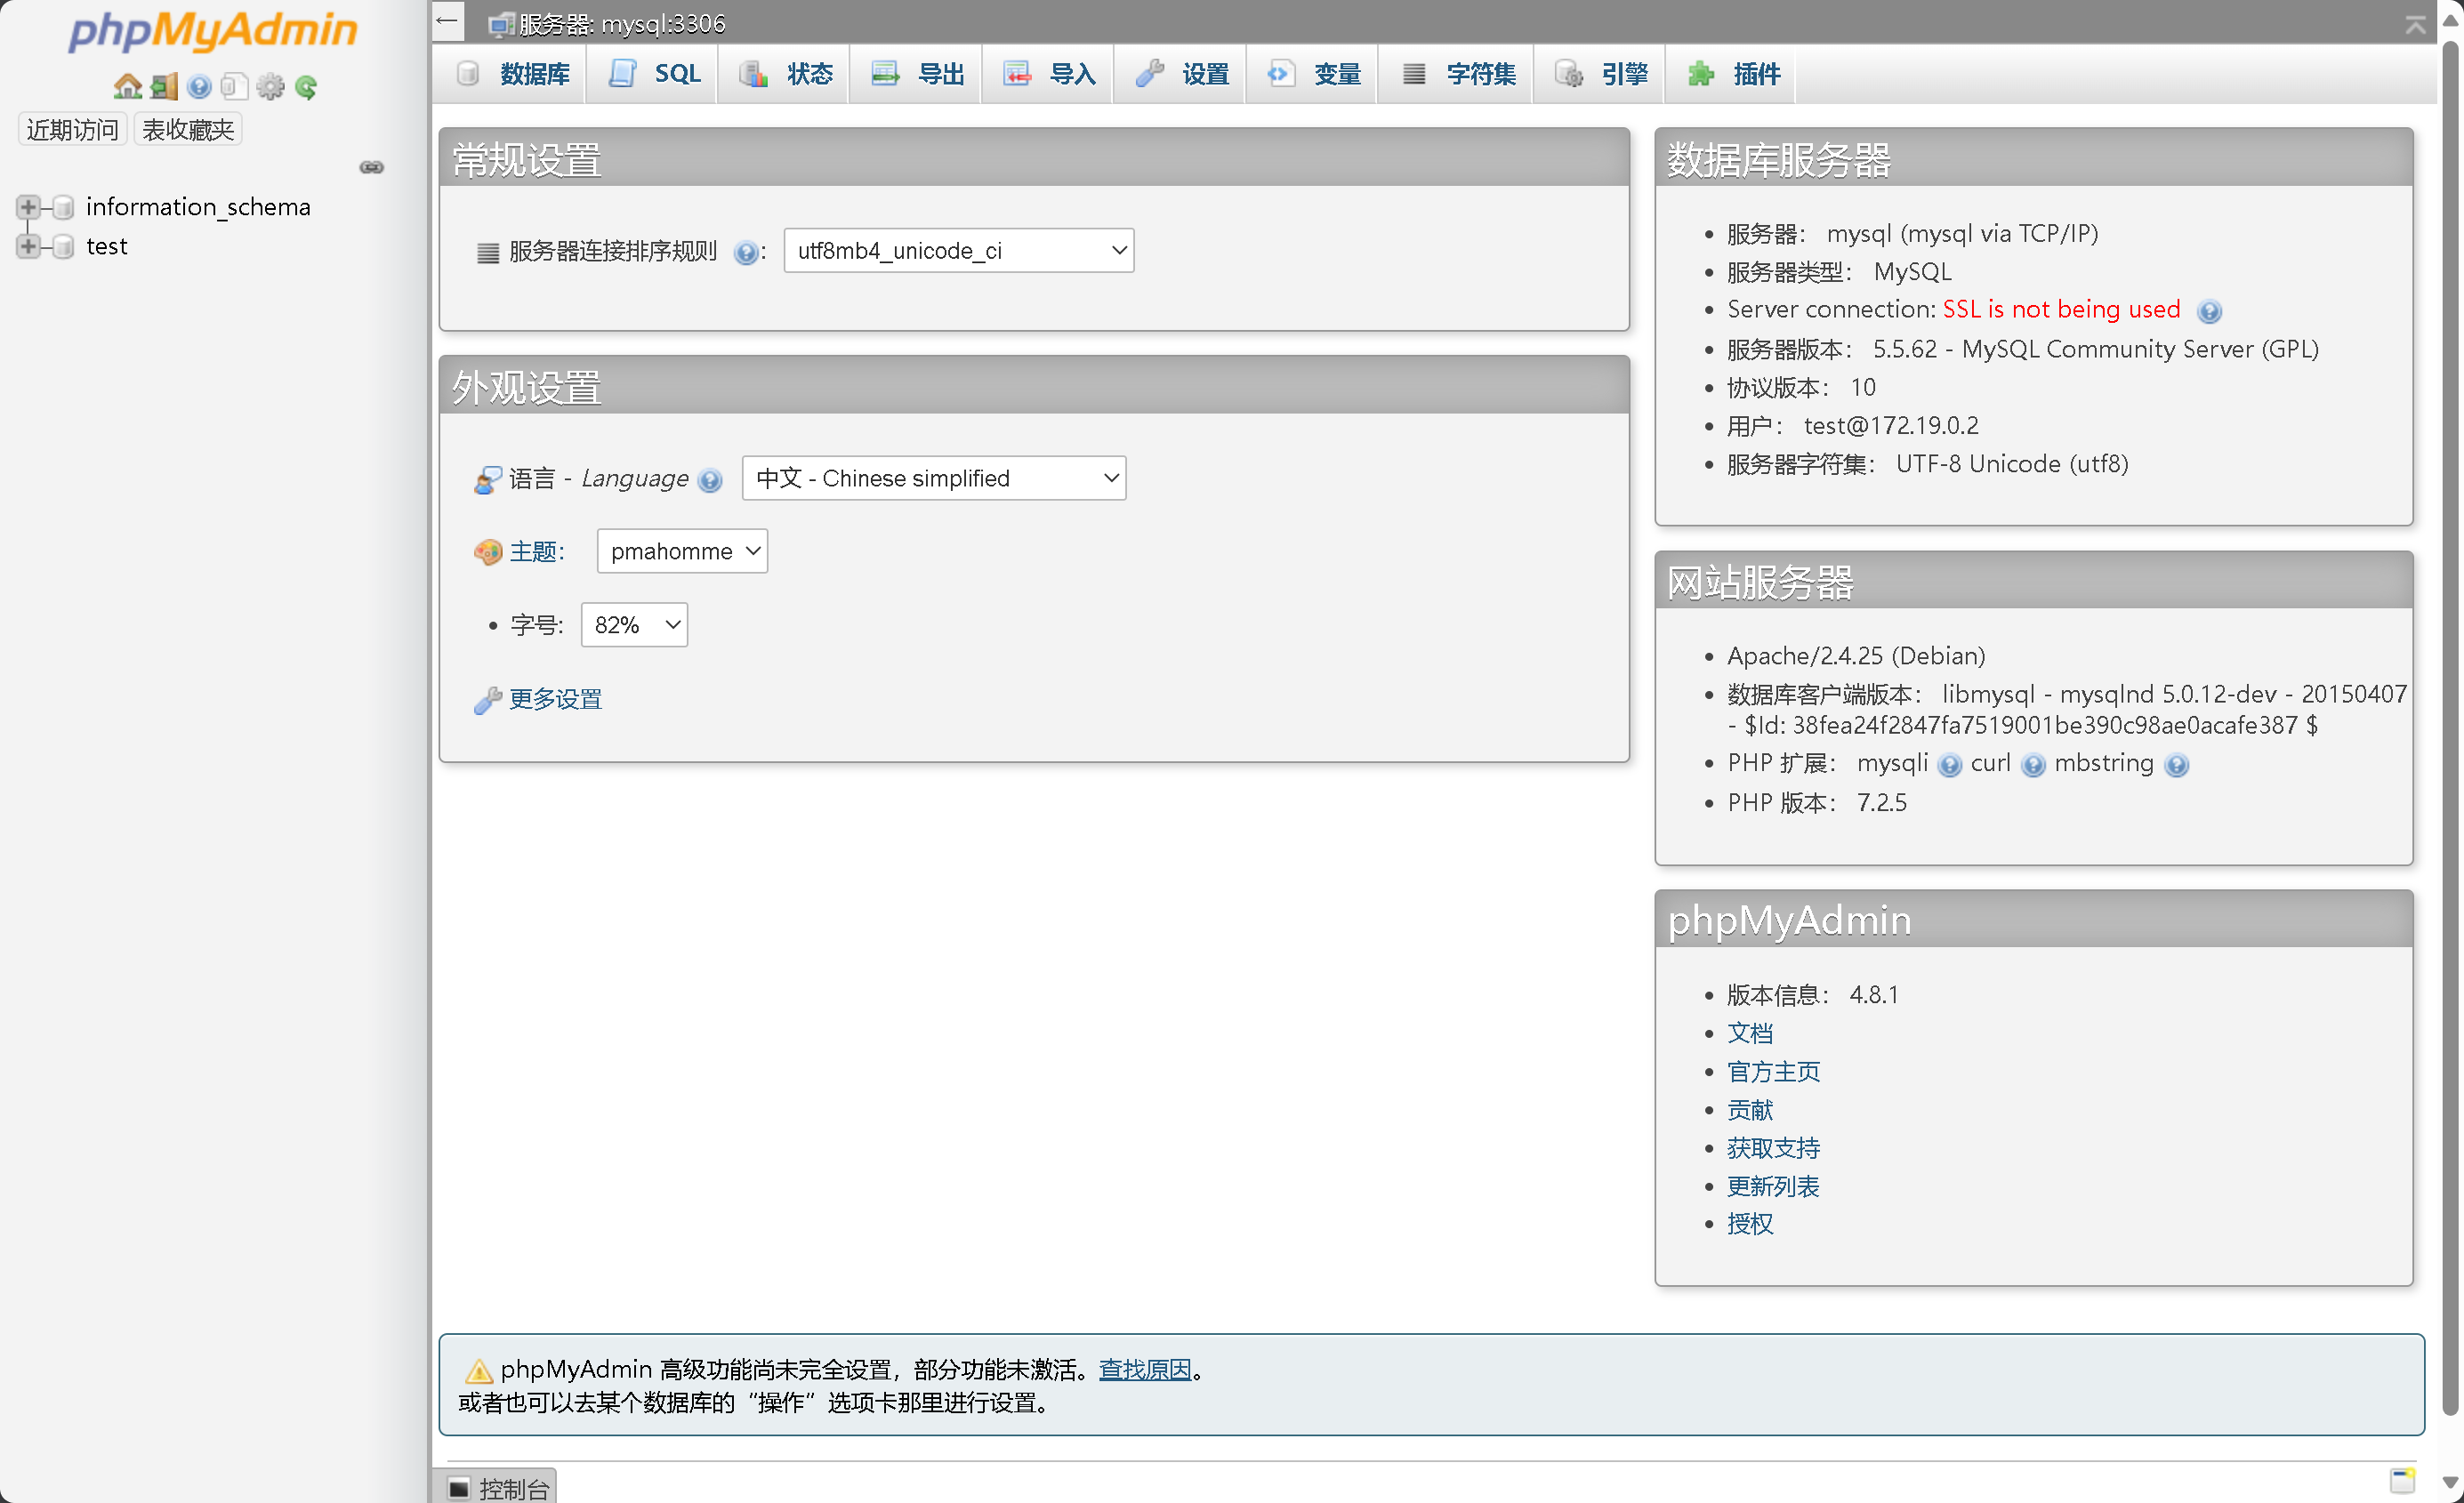 phpMyAdmin
近期访问 表收藏夹
information_schema
test
服务器: mysql:3306
数据库 SQL 状态 导出 导入 设置 变量 字符集 引擎 插件
常规设置
服务器连接排序规则 : utf8mb4_unicode_ci
外观设置
语言 - Language 中文 - Chinese simplified
主题: pmahomme
字号: 82%
更多设置
数据库服务器
服务器: mysql (mysql via TCP/IP)
服务器类型: MySQL
Server connection: SSL is not being used
服务器版本: 5.5.62 - MySQL Community Server (GPL)
协议版本: 10
用户: test@172.19.0.2
服务器字符集: UTF-8 Unicode (utf8)
网站服务器
Apache/2.4.25 (Debian)
数据库客户端版本: libmysql - mysqlnd 5.0.12-dev - 20150407
- $Id: 38fea24f2847fa7519001be390c98ae0acafe387 $
PHP 扩展: mysqli curl mbstring
PHP 版本: 7.2.5
phpMyAdmin
版本信息: 4.8.1
文档
官方主页
贡献
获取支持
更新列表
授权
phpMyAdmin 高级功能尚未完全设置，部分功能未激活。查找原因。
或者也可以去某个数据库的“操作”选项卡那里进行设置。
控制台